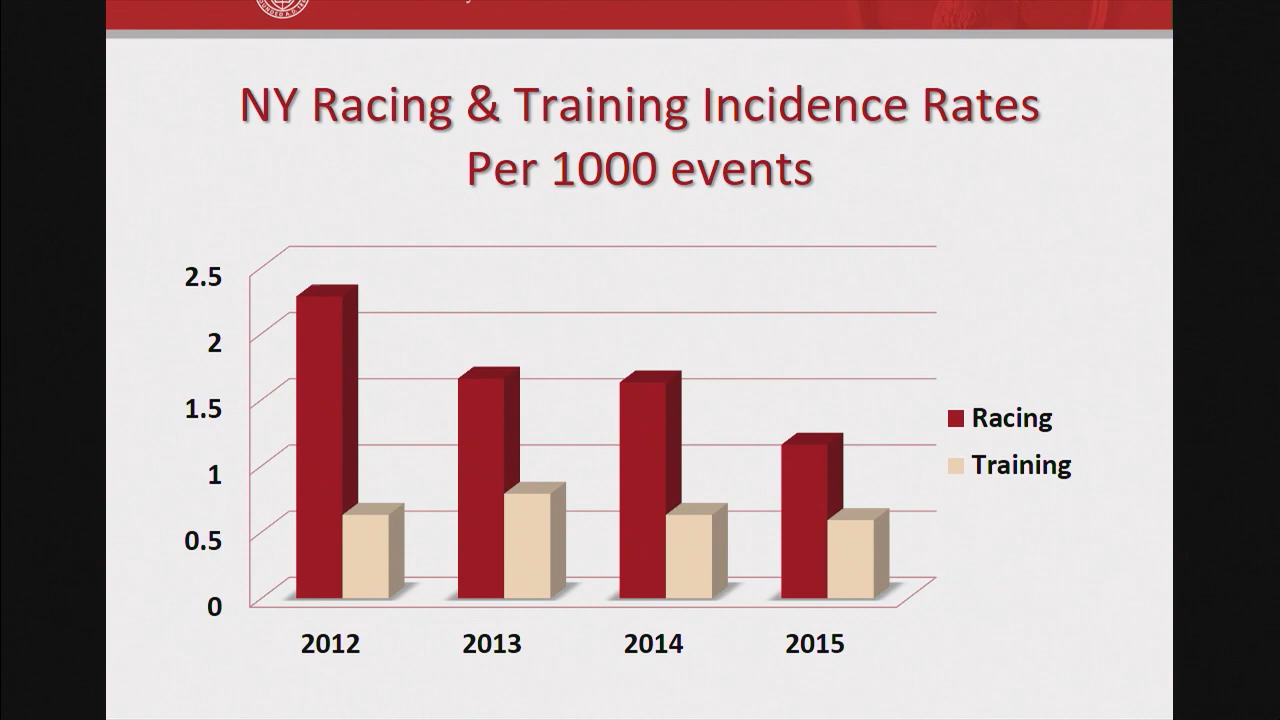 NY Racing & Training Incidence Rates
Per 1000 events
2.5
2
1.5
1
0.5
0
2012 2013 2014 2015
Racing
Training